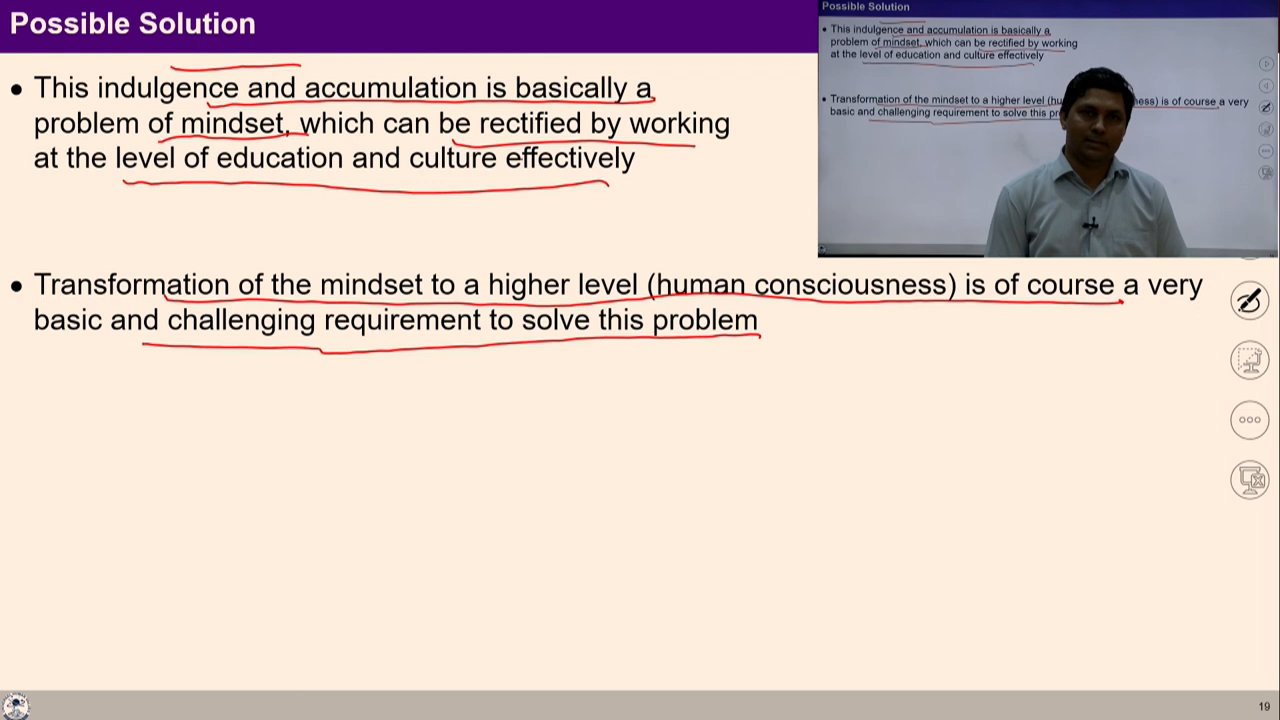 Possible Solution
• This indulgence and accumulation is basically a
problem of mindset, which can be rectified by working
at the level of education and culture effectively
• Transformation of the mindset to a higher level (human consciousness) is of course a very
basic and challenging requirement to solve this problem
Possible Solution
• This indulgence and accumulation is basically a
problem of mindset, which can be rectified by working
at the level of education and culture effectively
• Transformation of the mindset to a higher level (hu ness) is of course a very
basic and challenging requirement to solve this pr
19